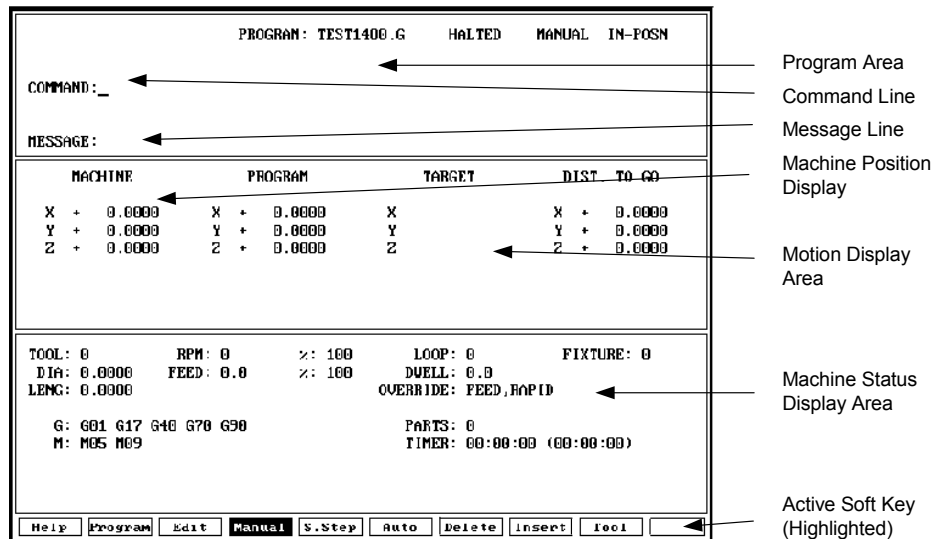 PROGRAM: TEST1400.G HALTED MANUAL IN-POSN
Program Area
COMMAND:_
Command Line
MESSAGE:
Message Line
MACHINE PROGRAM TARGET DIST. TO GO
Machine Position
Display
X + 0.0000 X + 0.0000 X X + 0.0000
Y + 0.0000 Y + 0.0000 Y Y + 0.0000
Z + 0.0000 Z + 0.0000 Z Z + 0.0000
Motion Display
Area
TOOL: 0 RPM: 0 %: 100 LOOP: 0 FIXTURE: 0
DIA: 0.0000 FEED: 0.0 %: 100 DWELL: 0.0
LENG: 0.0000 OVERRIDE: FEED,RAPID
Machine Status
Display Area
G: G01 G17 G40 G70 G90 PARTS: 0
M: M05 M09 TIMER: 00:00:00 (00:00:00)
Help Program Edit Manual S.Step Auto Delete Insert Tool
Active Soft Key
(Highlighted)